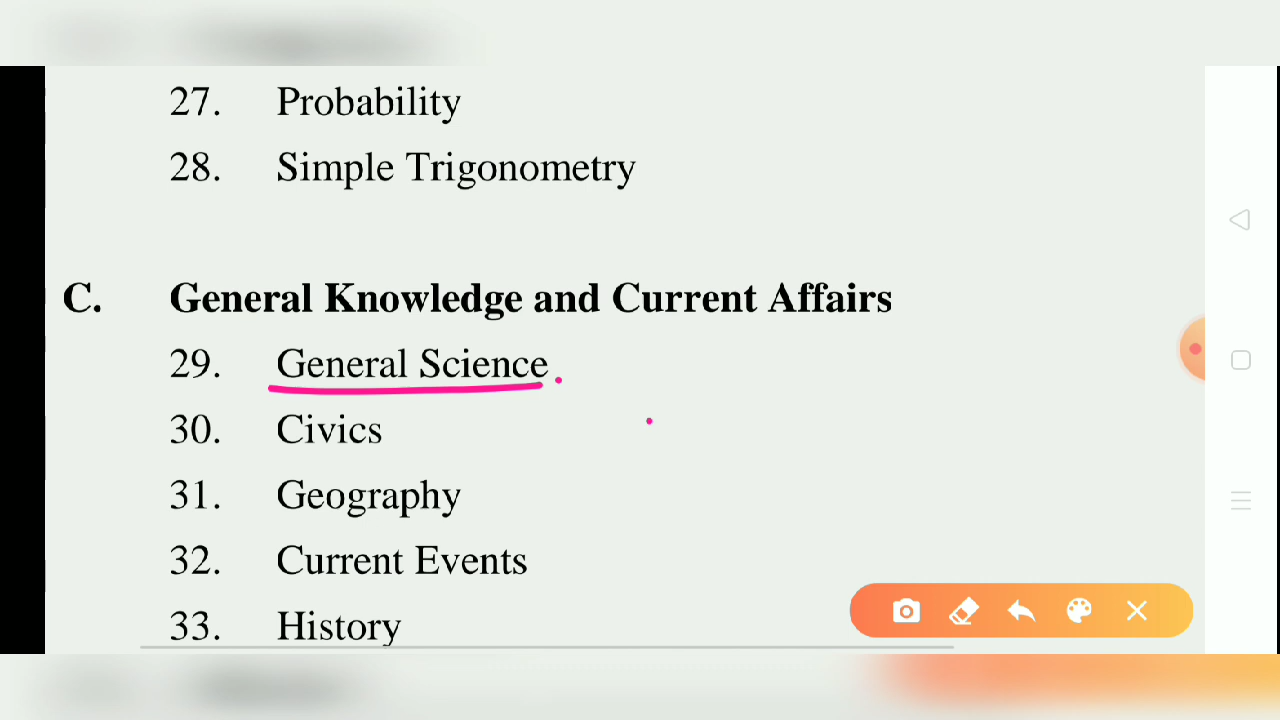 27. Probability
28. Simple Trigonometry
C. General Knowledge and Current Affairs
29. General Science
30. Civics
31. Geography
32. Current Events
33. History